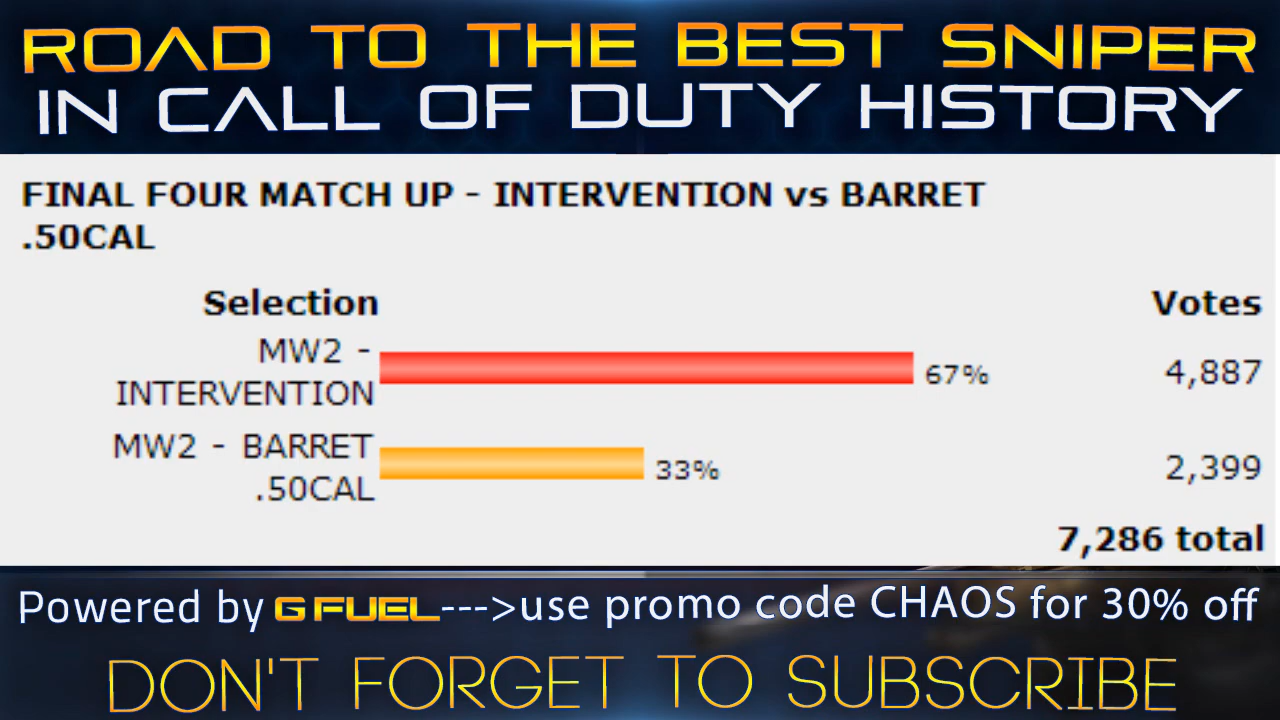 ROAD TO THE BEST SNIPER
IN CALL OF DUTY HISTORY
FINAL FOUR MATCH UP - INTERVENTION vs BARRET
.50CAL
Selection Votes
MW2 -
INTERVENTION 67% 4,887
MW2 - BARRET
.50CAL 33% 2,399
7,286 total
Powered by G FUEL--->use promo code CHAOS for 30% off
DON'T FORGET TO SUBSCRIBE